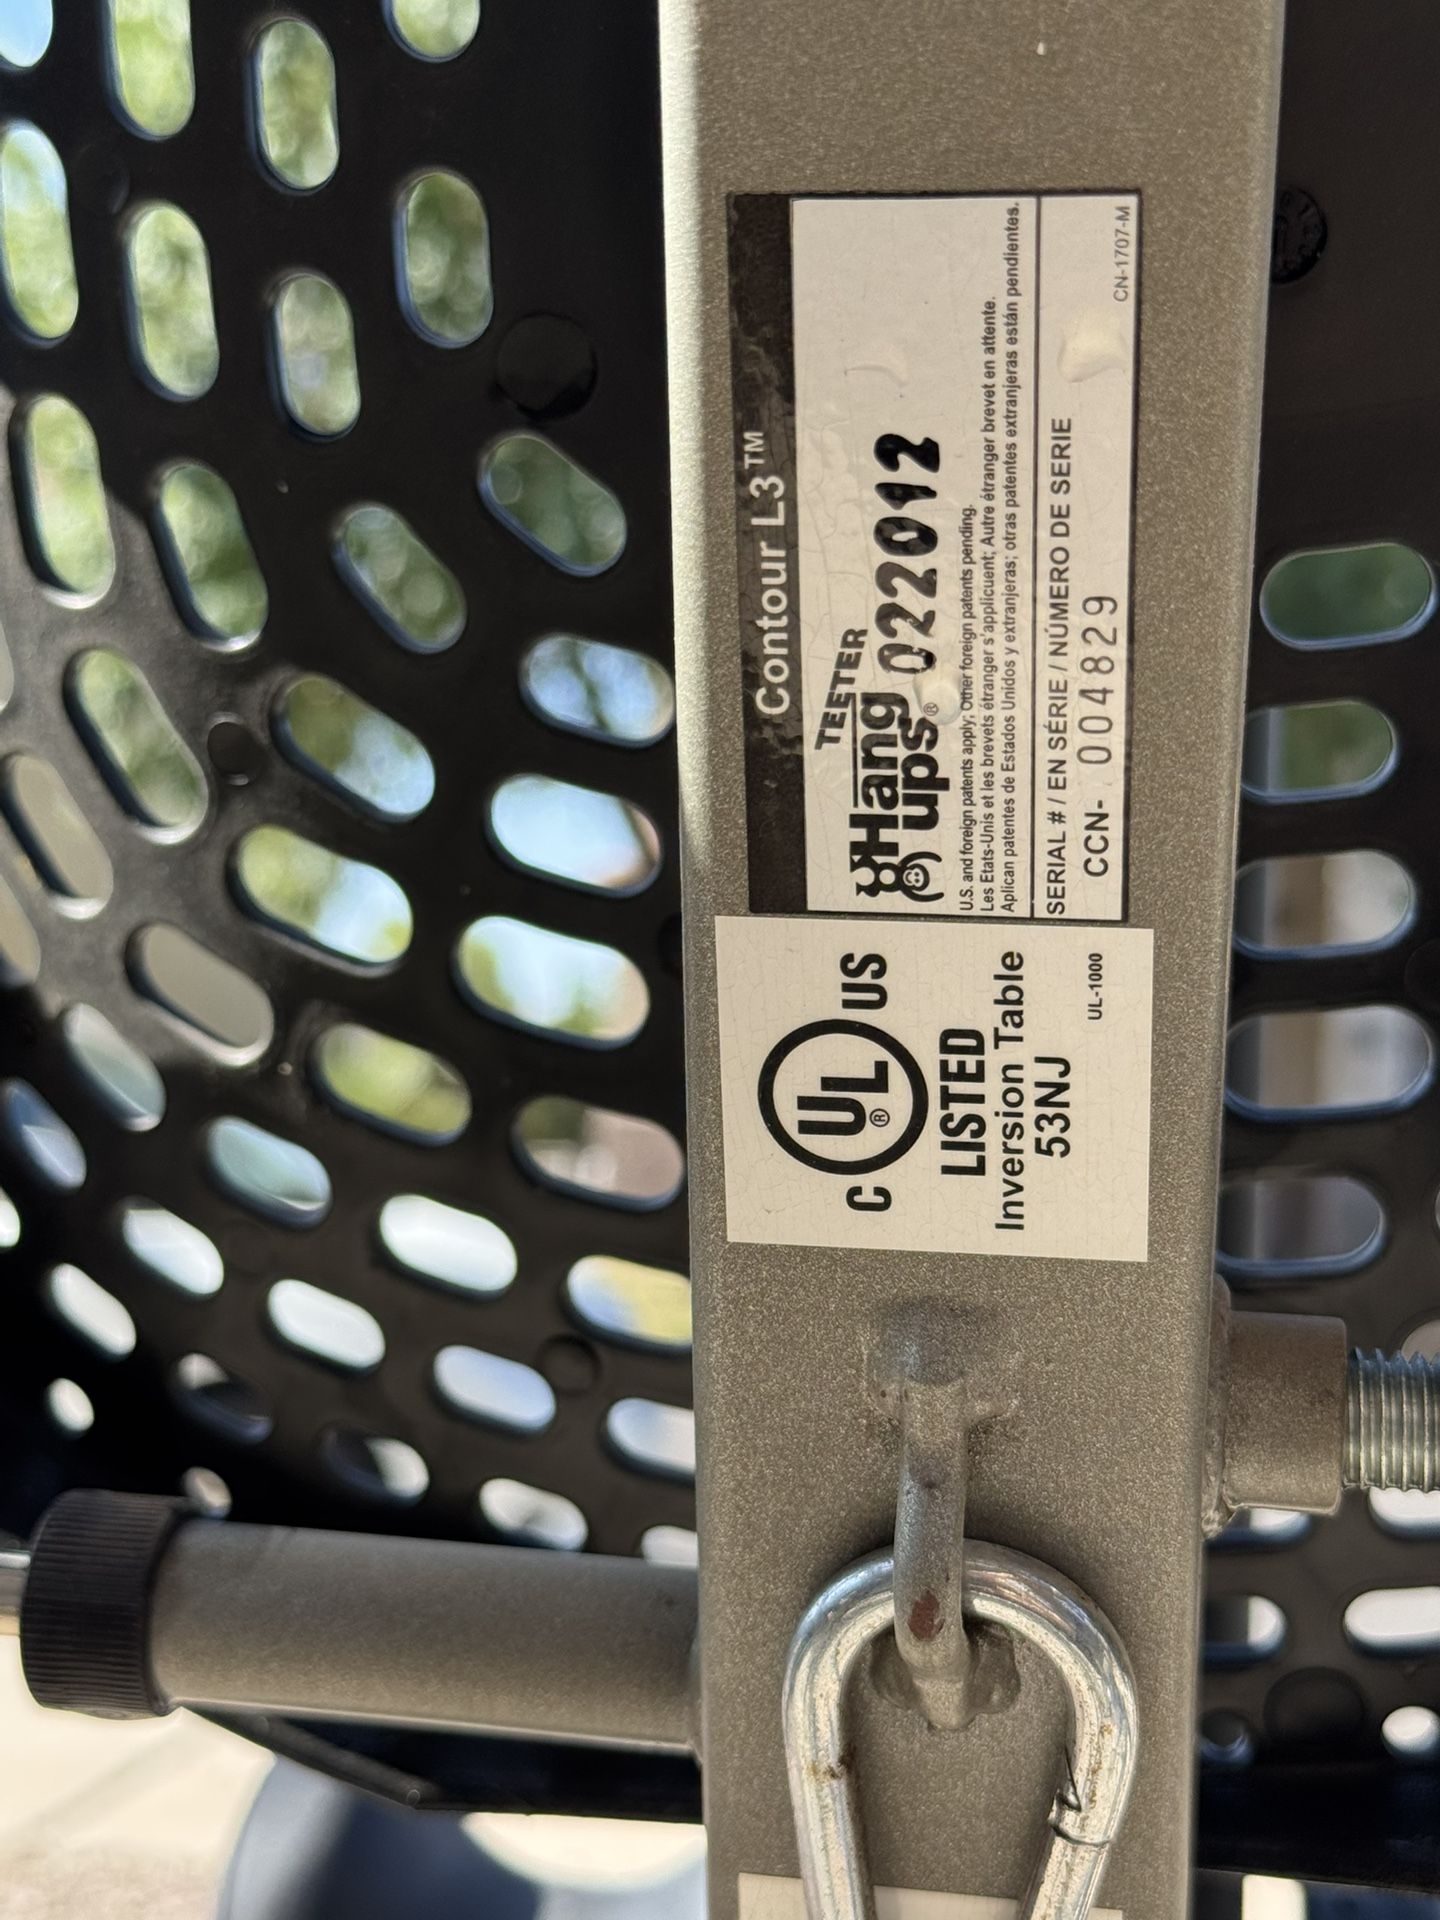 Contour L3™
TEETER
Hang
ups® 022012
U.S. and foreign patents apply; Other foreign patents pending.
Les Etats-Unis et les brevets étranger s'applicuent; Autre étranger brevet en attente.
Aplican patentes de Estados Unidos y extranjeras; otras patentes extranjeras están pendientes.
SERIAL # / EN SÉRIE / NÚMERO DE SERIE
CCN- 004829
CN-1707-M
C UL® US
LISTED
Inversion Table
53NJ
UL-1000